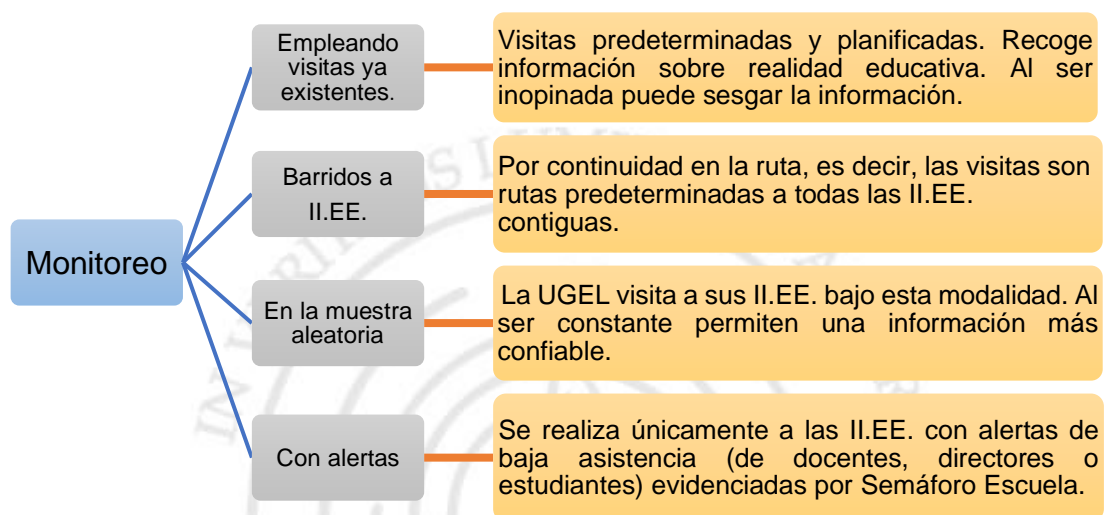 Monitoreo
Empleando
visitas ya
existentes.
Visitas predeterminadas y planificadas. Recoge
información sobre realidad educativa. Al ser
inopinada puede sesgar la información.
Barridos a
II.EE.
Por continuidad en la ruta, es decir, las visitas son
rutas predeterminadas a todas las II.EE.
contiguas.
En la muestra
aleatoria
La UGEL visita a sus II.EE. bajo esta modalidad. Al
ser constante permiten una información más
confiable.
Con alertas
Se realiza únicamente a las II.EE. con alertas de
baja asistencia (de docentes, directores o
estudiantes) evidenciadas por Semáforo Escuela.